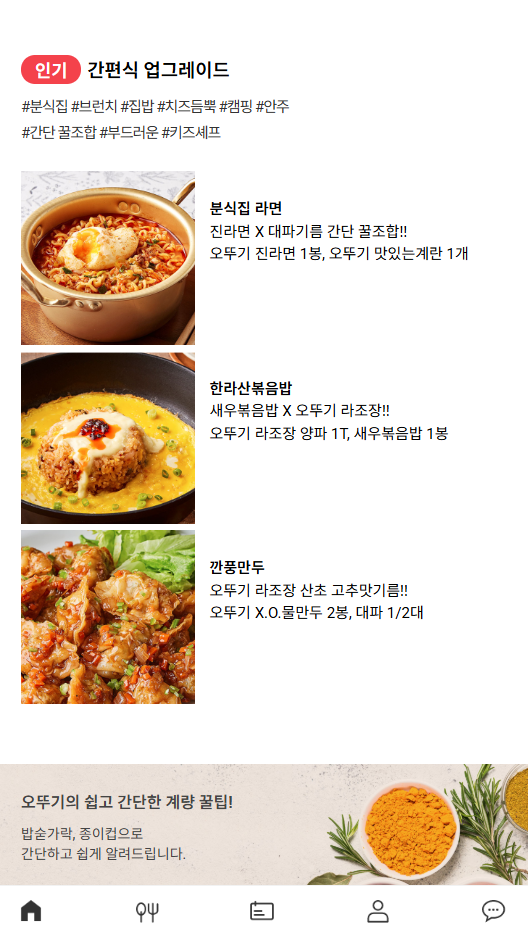 인기 간편식 업그레이드
#분식집 #브런치 #집밥 #치즈듬뿍 #캠핑 #안주
#간단 꿀조합 #부드러운 #키즈셰프
분식집 라면
진라면 X 대파기름 간단 꿀조합!!
오뚜기 진라면 1봉, 오뚜기 맛있는계란 1개
한라산볶음밥
새우볶음밥 X 오뚜기 라조장!!
오뚜기 라조장 양파 1T, 새우볶음밥 1봉
깐풍만두
오뚜기 라조장 산초 고추맛기름!!
오뚜기 X.O.물만두 2봉, 대파 1/2대
오뚜기의 쉽고 간단한 계량 꿀팁!
밥숟가락, 종이컵으로
간단하고 쉽게 알려드립니다.